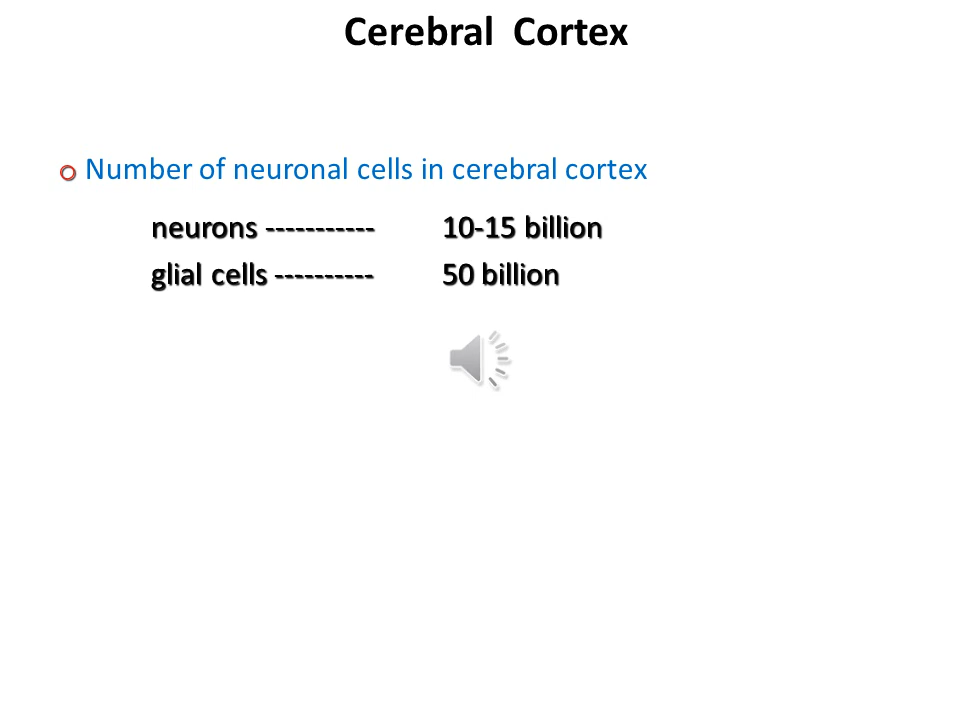 Cerebral Cortex
Number of neuronal cells in cerebral cortex
neurons ----------- 10-15 billion
glial cells ---------- 50 billion